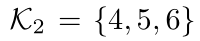 𝒦₂ = {4, 5, 6}